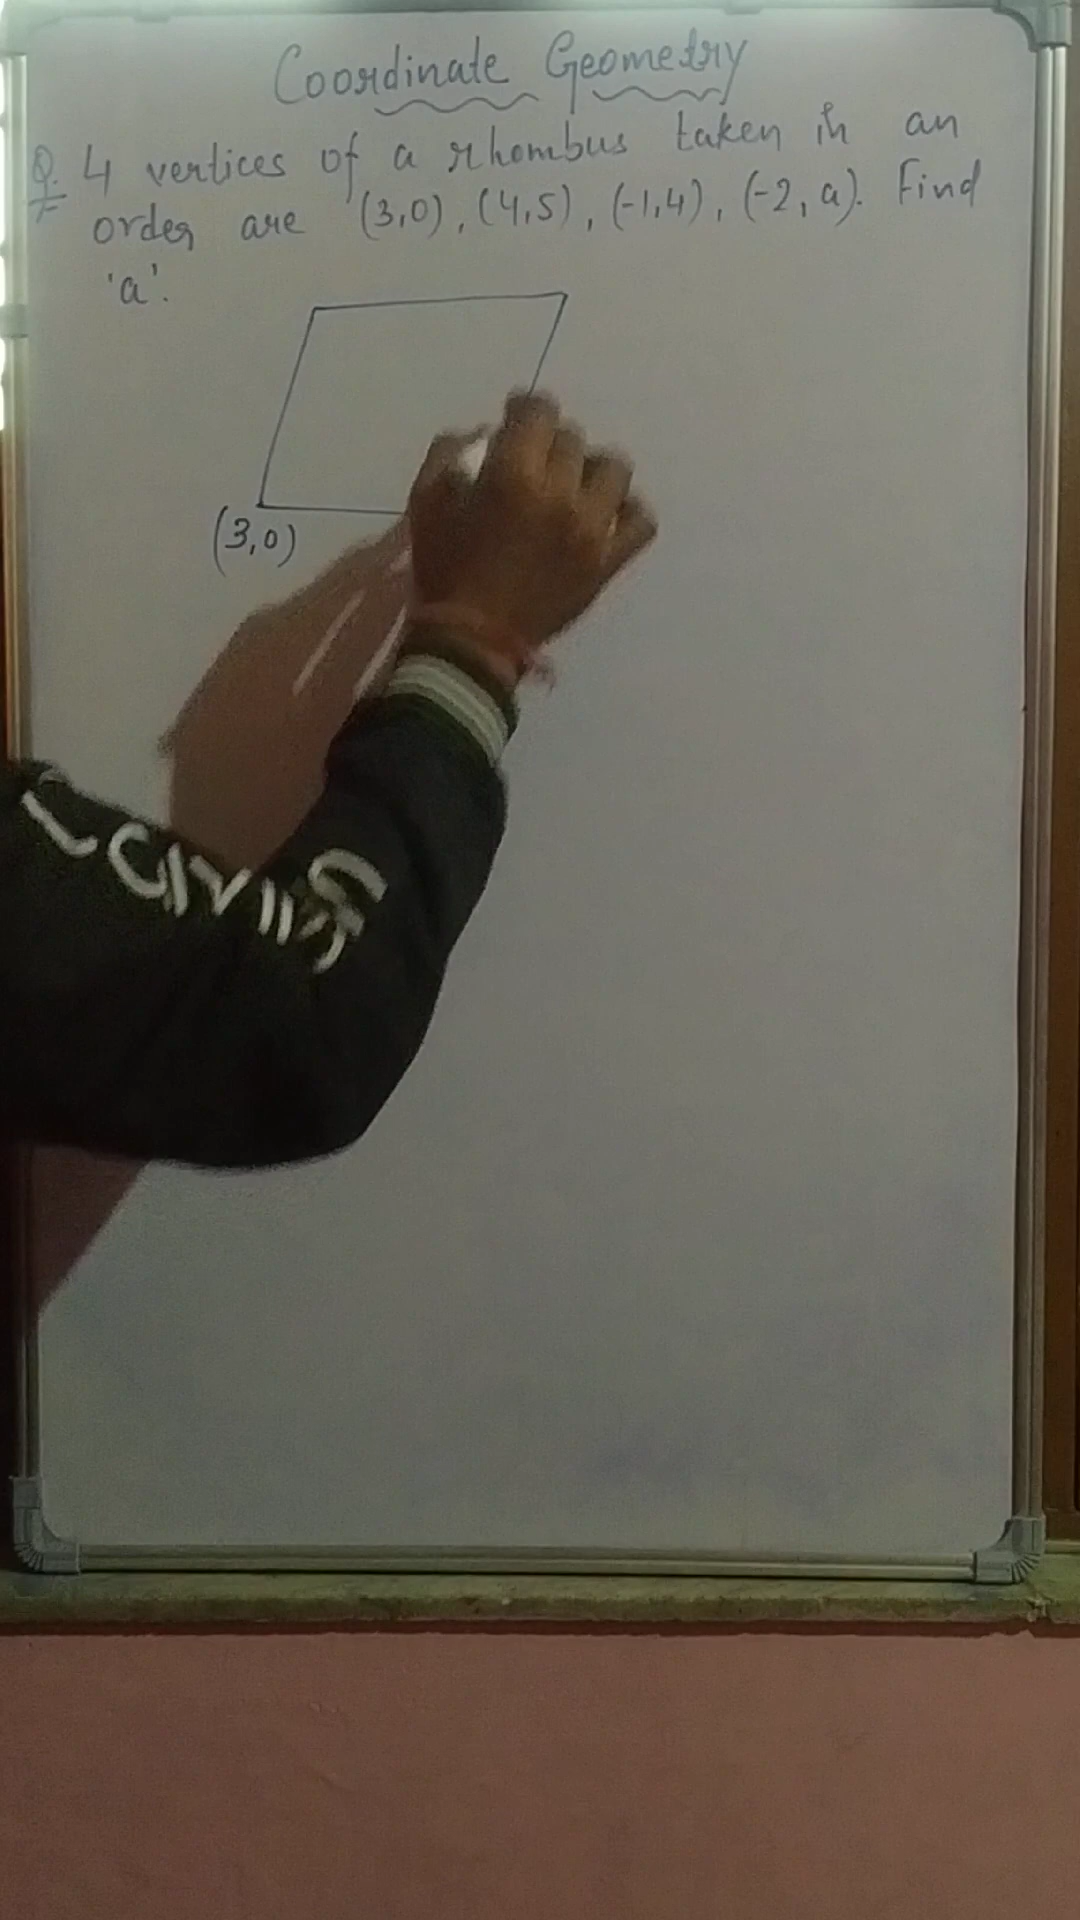 Coordinate Geometry
Q. 4 vertices of a rhombus taken in an
order are (3,0), (4,5), (-1,4), (-2, a). Find
'a'.
(3,0)